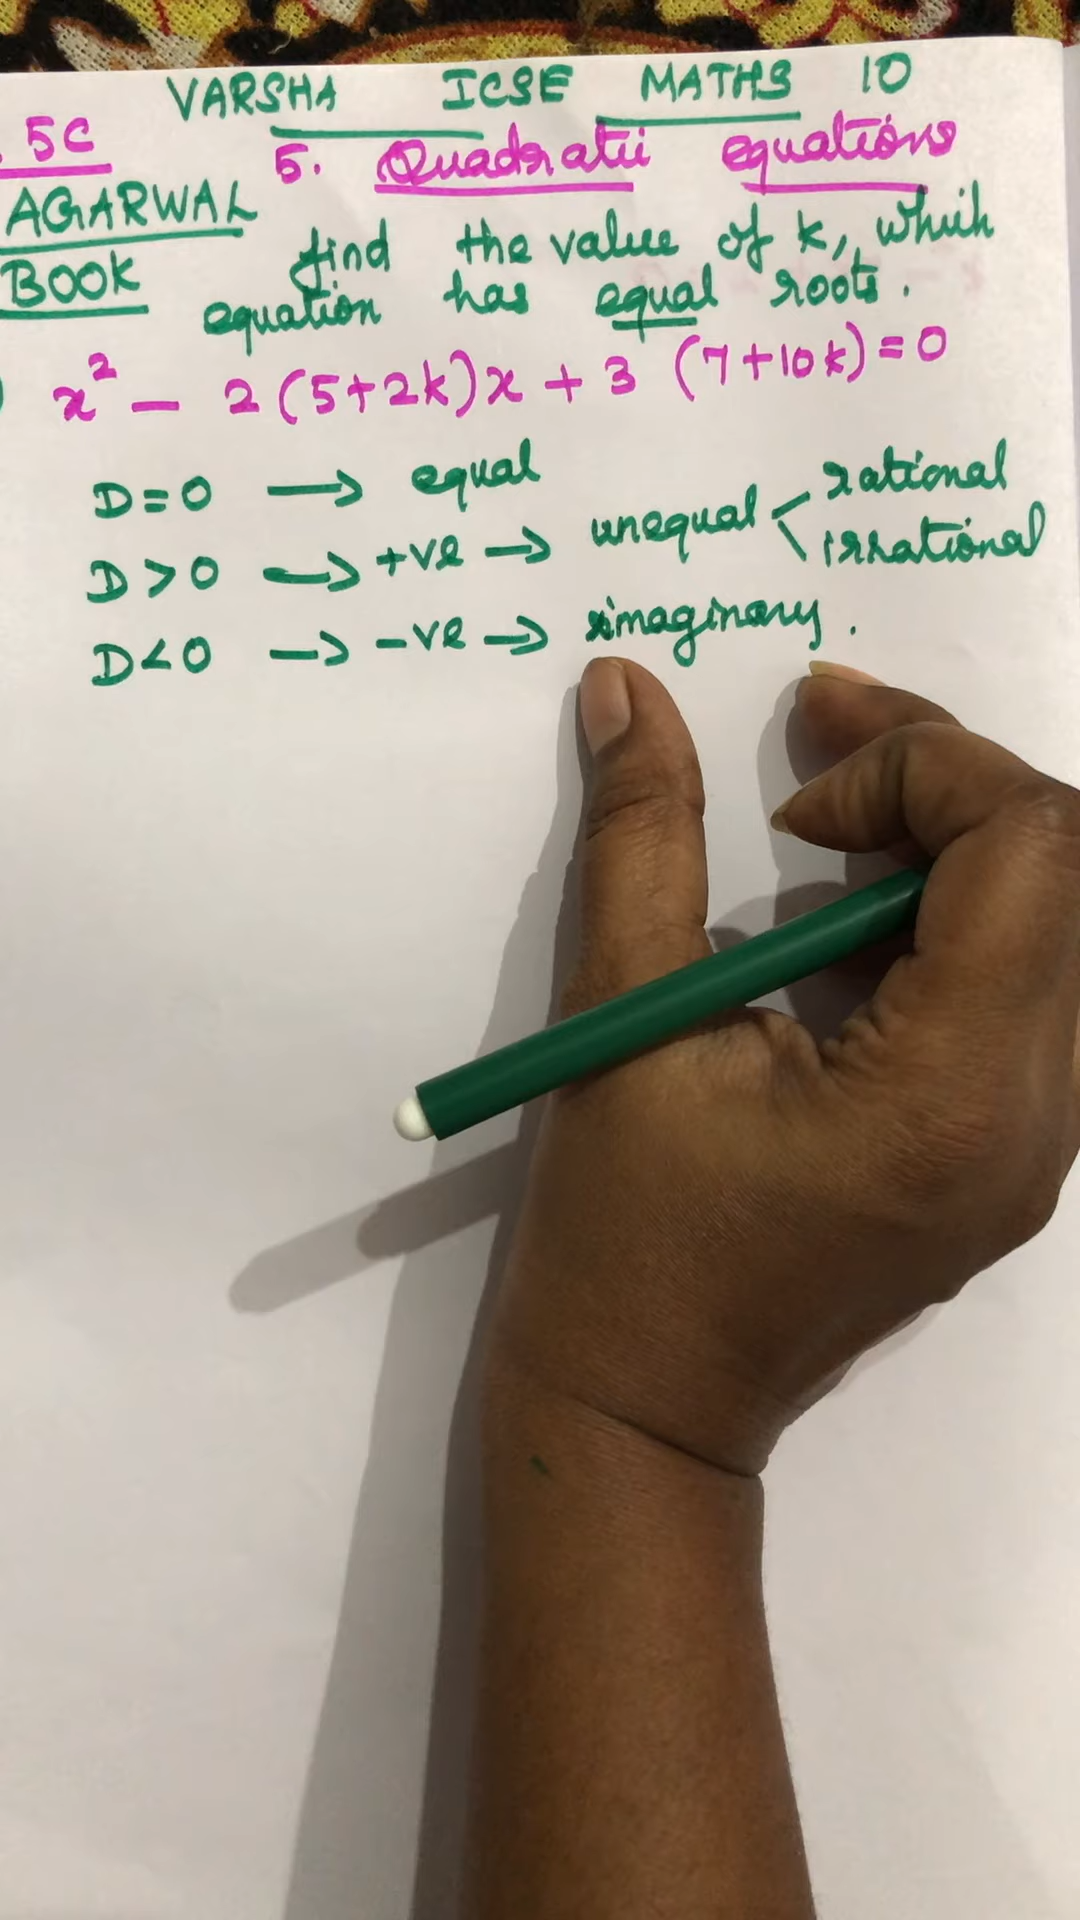 VARSHA ICSE MATHS 10
5C
5. Quadratic equations
AGARWAL
BOOK
find the value of k, which
equation has equal roots.
x² - 2(5+2k)x + 3 (7+10k) = 0
D=0 → equal
D>0 → +ve → unequal < rational
irrational
D<0 → -ve → imaginary.